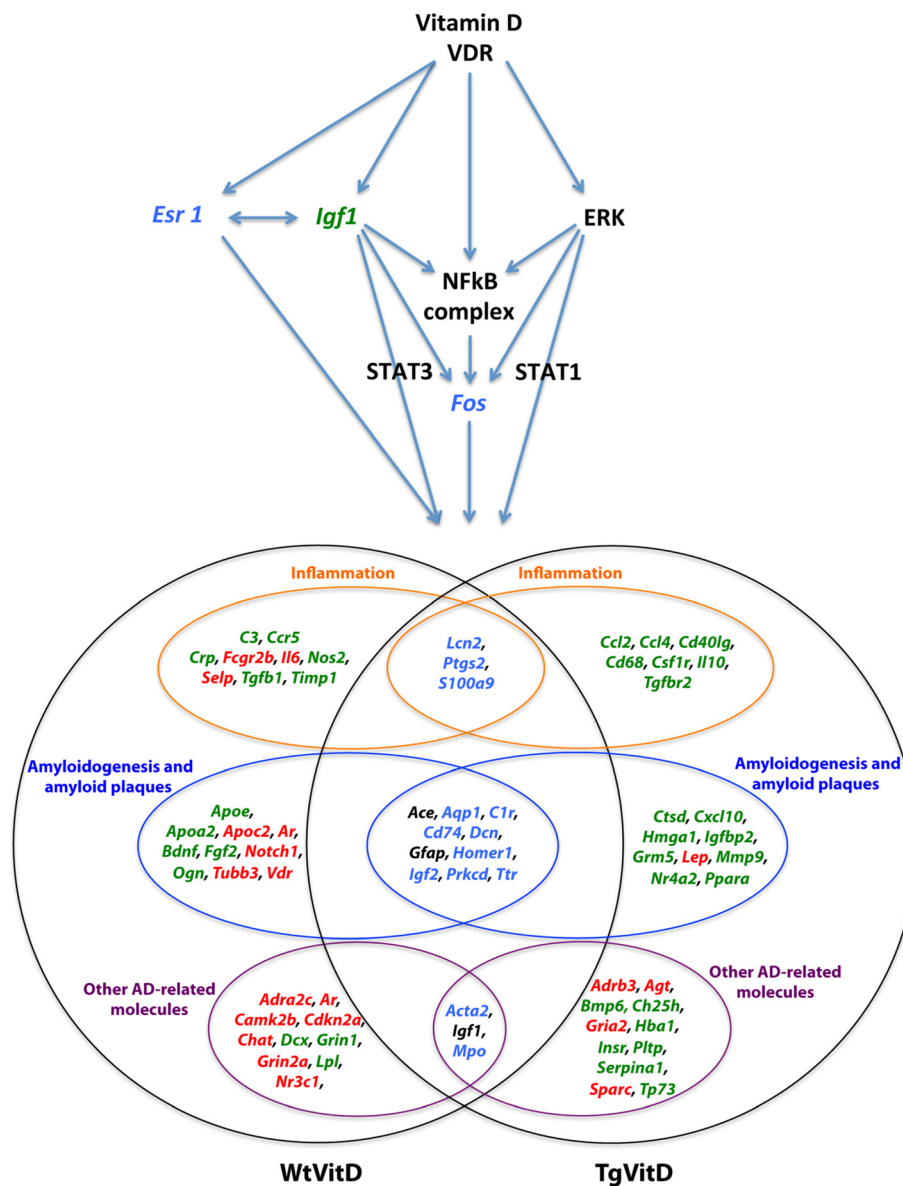 Vitamin D
VDR
Esr 1
Igf1
ERK
NFkB
complex
STAT3
STAT1
Fos
Inflammation
Inflammation
C3, Ccr5
Crp, Fcgr2b, Il6, Nos2,
Selp, Tgfb1, Timp1
Lcn2,
Ptgs2,
S100a9
Ccl2, Ccl4, Cd40lg,
Cd68, Csf1r, Il10,
Tgfbr2
Amyloidogenesis and
amyloid plaques
Amyloidogenesis and
amyloid plaques
Apoe,
Apoa2, Apoc2, Ar,
Bdnf, Fgf2, Notch1,
Ogn, Tubb3, Vdr
Ace, Aqp1, C1r,
Cd74, Dcn,
Gfap, Homer1,
Igf2, Prkcd, Ttr
Ctsd, Cxcl10,
Hmga1, Igfbp2,
Grm5, Lep, Mmp9,
Nr4a2, Ppara
Other AD-related
molecules
Other AD-related
molecules
Adra2c, Ar,
Camk2b, Cdkn2a,
Chat, Dcx, Grin1,
Grin2a, Lpl,
Nr3c1,
Acta2,
Igf1,
Mpo
Adrb3, Agt,
Bmp6, Ch25h,
Gria2, Hba1,
Insr, Pltp,
Serpina1,
Sparc, Tp73
WtVitD
TgVitD